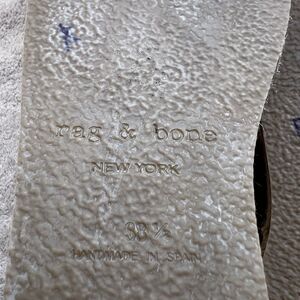 rag & bone
NEW YORK
38½
HANDMADE IN SPAIN